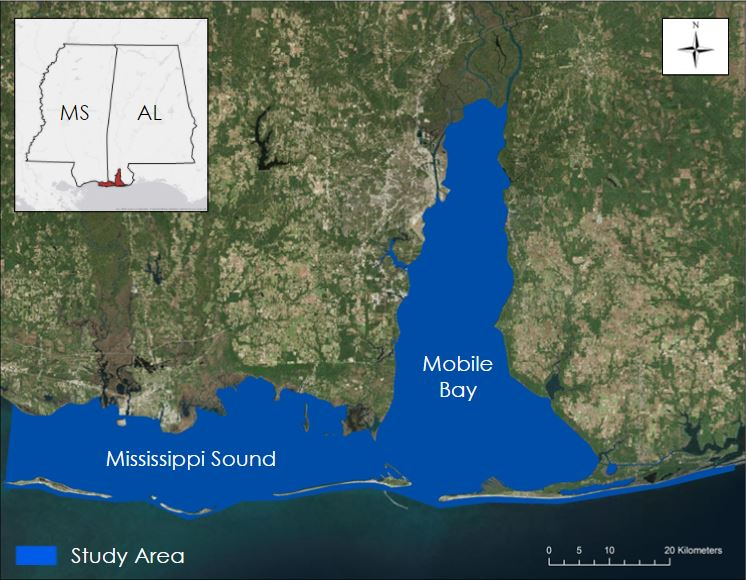 N
MS
AL
Mobile
Bay
Mississippi Sound
Study Area
0 5 10 20 Kilometers